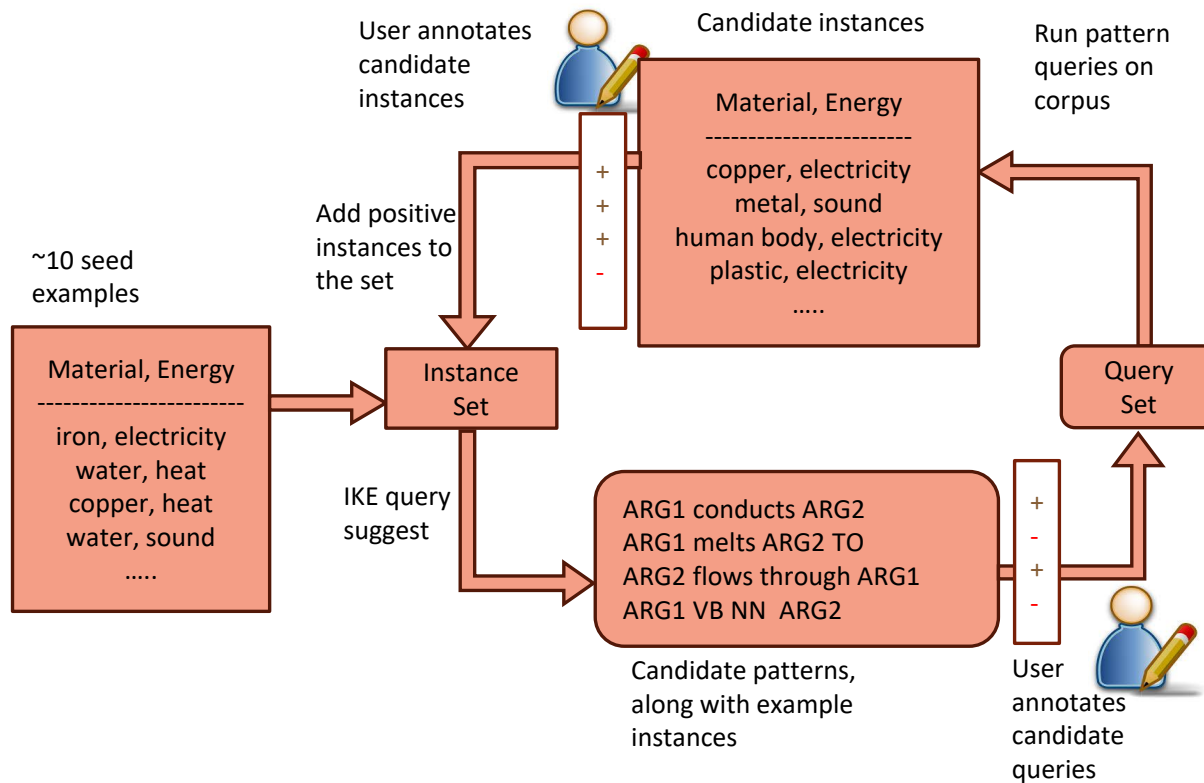 User annotates
candidate
instances
Candidate instances
Run pattern
queries on
corpus
Material, Energy
------------------------
copper, electricity
metal, sound
human body, electricity
plastic, electricity
…..
+
+
+
-
Add positive
instances to
the set
~10 seed
examples
Material, Energy
------------------------
iron, electricity
water, heat
copper, heat
water, sound
…..
Instance
Set
Query
Set
IKE query
suggest
ARG1 conducts ARG2
ARG1 melts ARG2 TO
ARG2 flows through ARG1
ARG1 VB NN  ARG2
+
-
+
-
Candidate patterns,
along with example
instances
User
annotates
candidate
queries